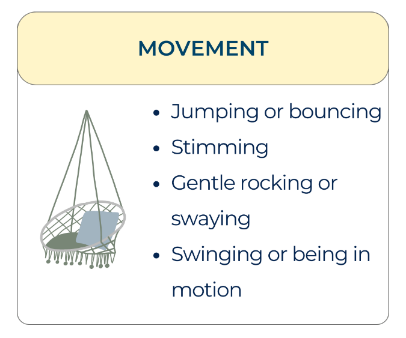 MOVEMENT
• Jumping or bouncing
• Stimming
• Gentle rocking or
swaying
• Swinging or being in
motion